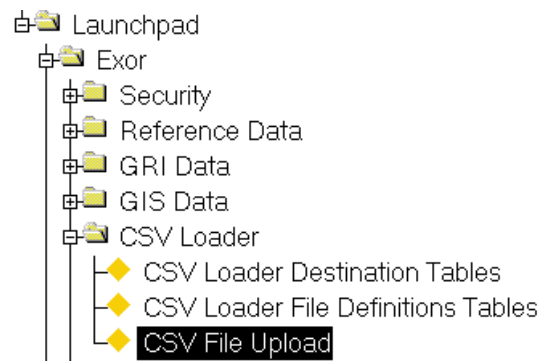 Launchpad
Exor
Security
Reference Data
GRI Data
GIS Data
CSV Loader
CSV Loader Destination Tables
CSV Loader File Definitions Tables
CSV File Upload